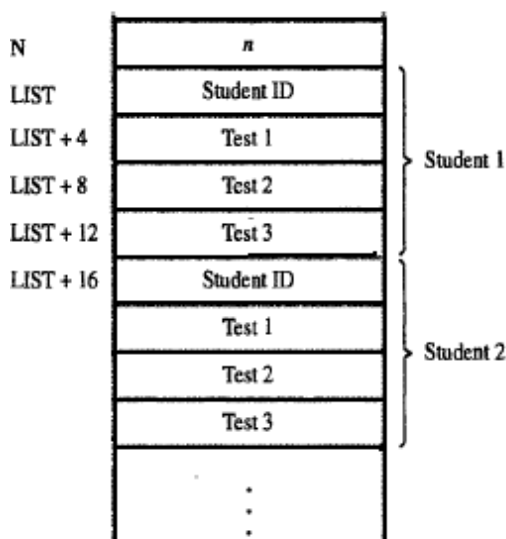 N n
LIST Student ID
LIST + 4 Test 1
Student 1
LIST + 8 Test 2
LIST + 12 Test 3
LIST + 16 Student ID
Test 1
Student 2
Test 2
Test 3